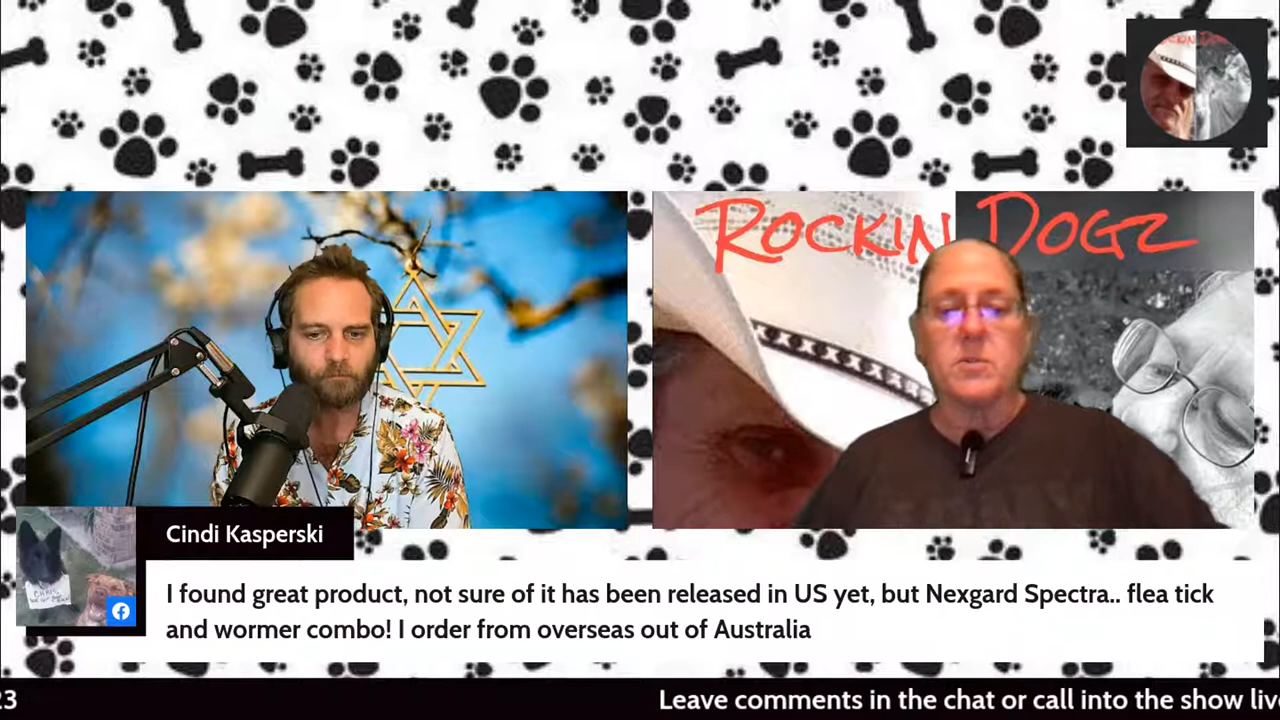 ROCKIN DOGZ
Cindi Kasperski
I found great product, not sure of it has been released in US yet, but Nexgard Spectra.. flea tick
and wormer combo! I order from overseas out of Australia
23
Leave comments in the chat or call into the show liv